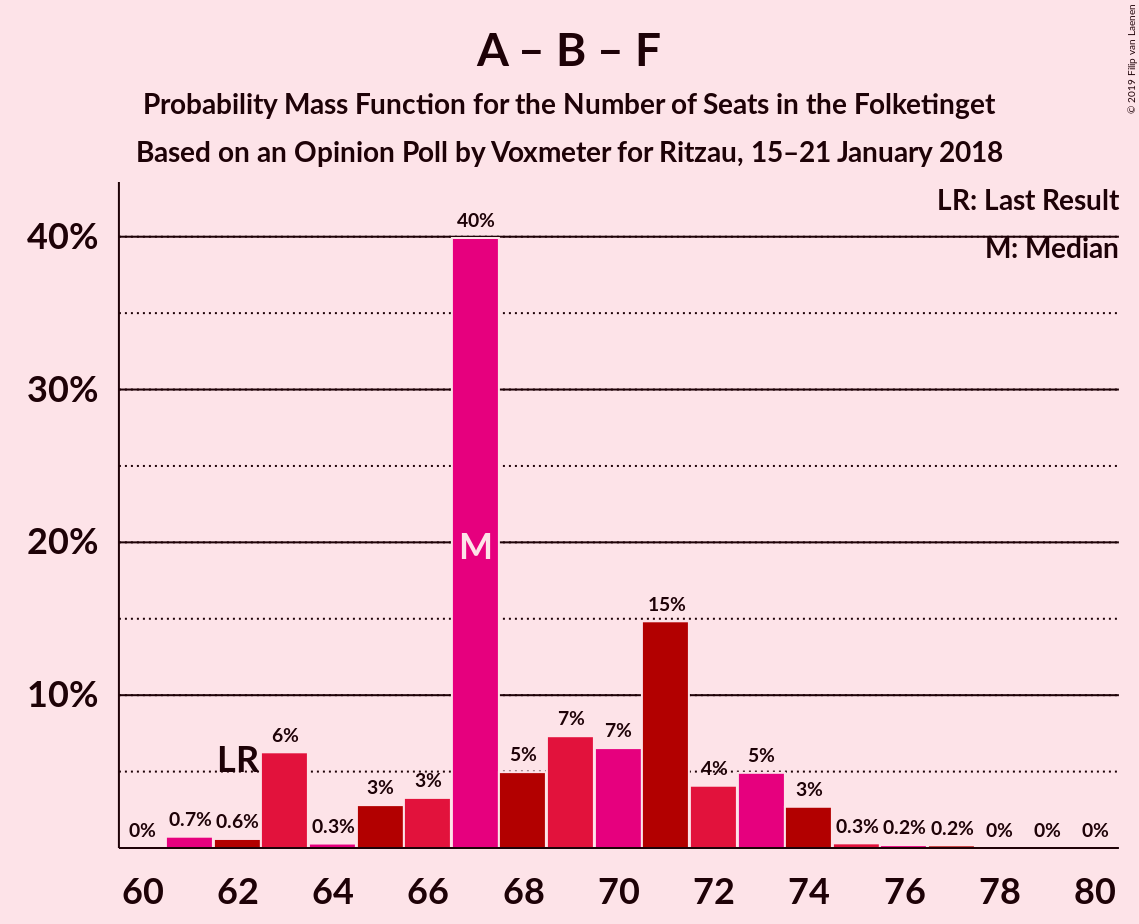 A – B – F
Probability Mass Function for the Number of Seats in the Folketinget
Based on an Opinion Poll by Voxmeter for Ritzau, 15–21 January 2018
© 2019 Filip van Laenen
LR: Last Result
M: Median
40%
30%
20%
10%
0%
0.7%
0.6%
LR
6%
0.3%
3%
3%
40%
M
5%
7%
7%
15%
4%
5%
3%
0.3%
0.2%
0.2%
0%
0%
0%
60 62 64 66 68 70 72 74 76 78 80